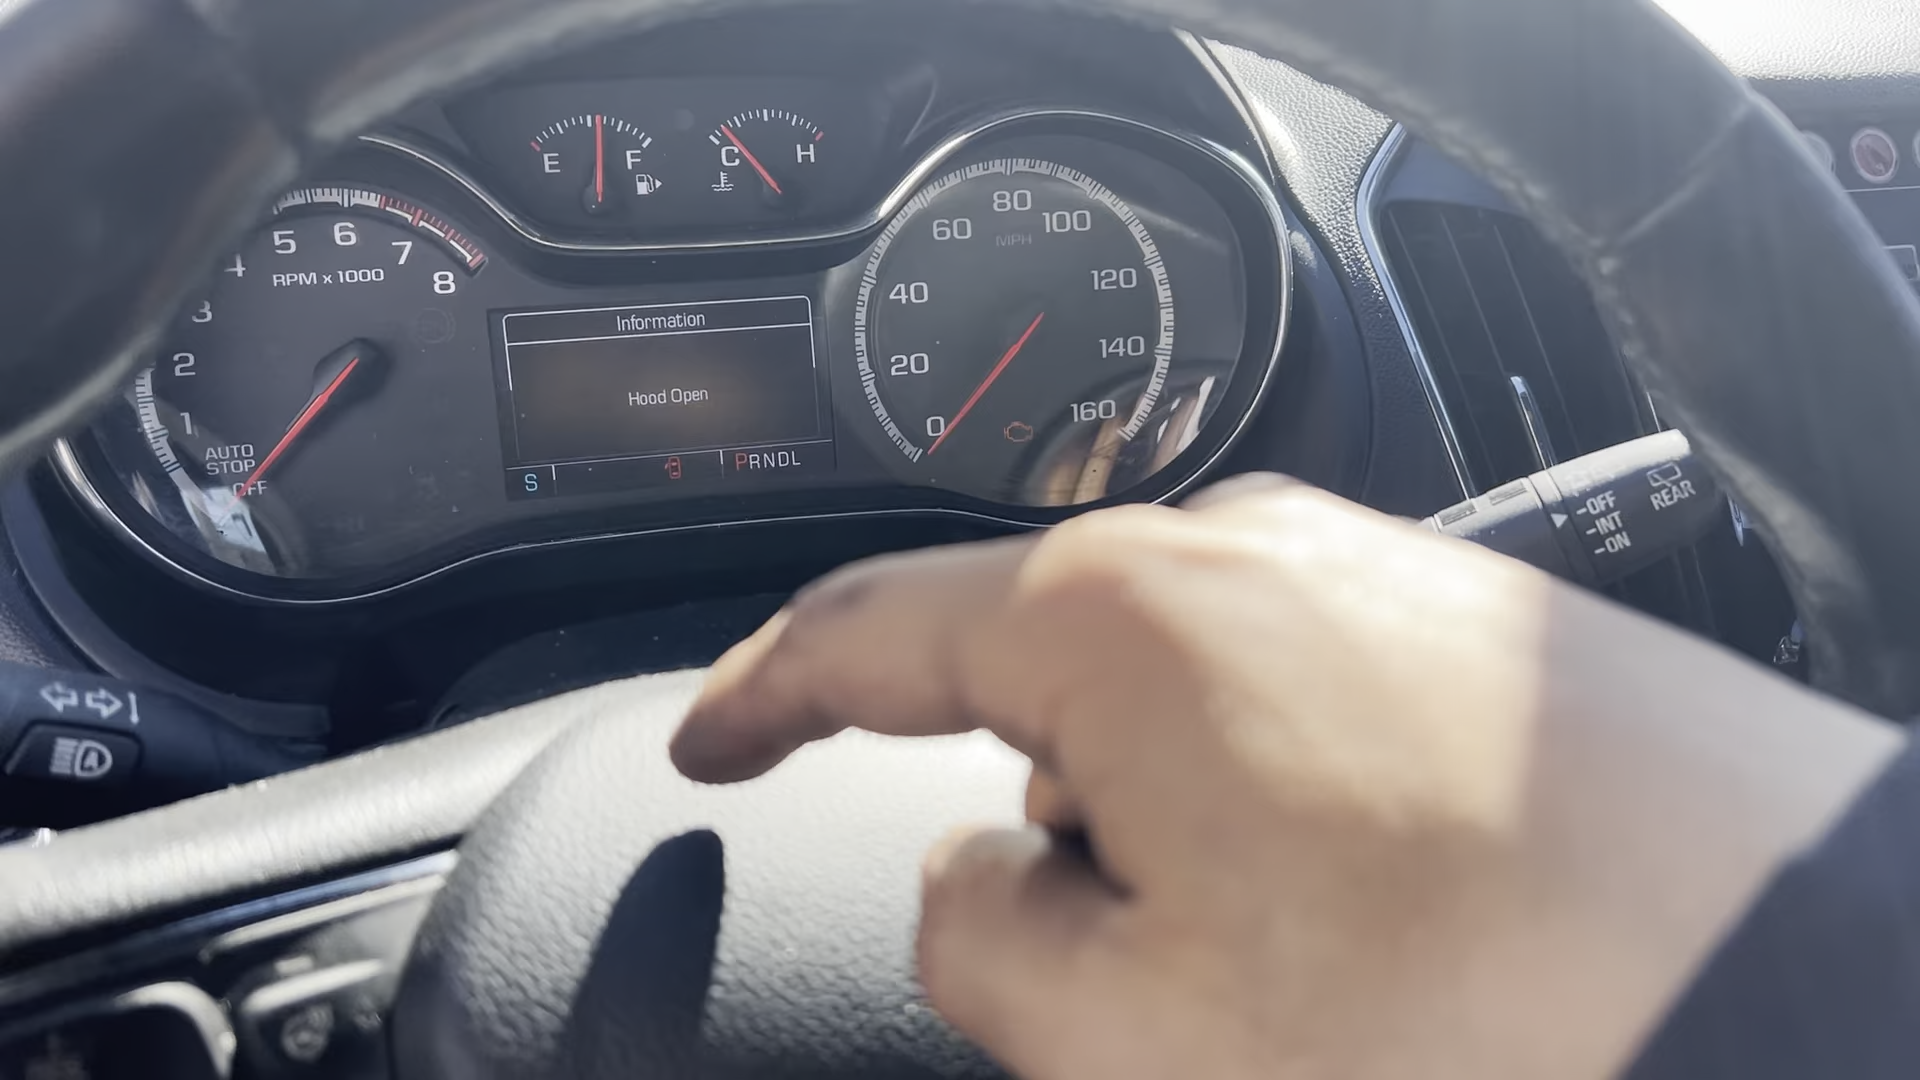 E F
C H
1
2
3
4
5
6
7
8
RPM x 1000
AUTO
STOP
OFF
Information
Hood Open
S
PRNDL
0
20
40
60
80
100
120
140
160
MPH
-OFF
-INT
-ON
REAR
A